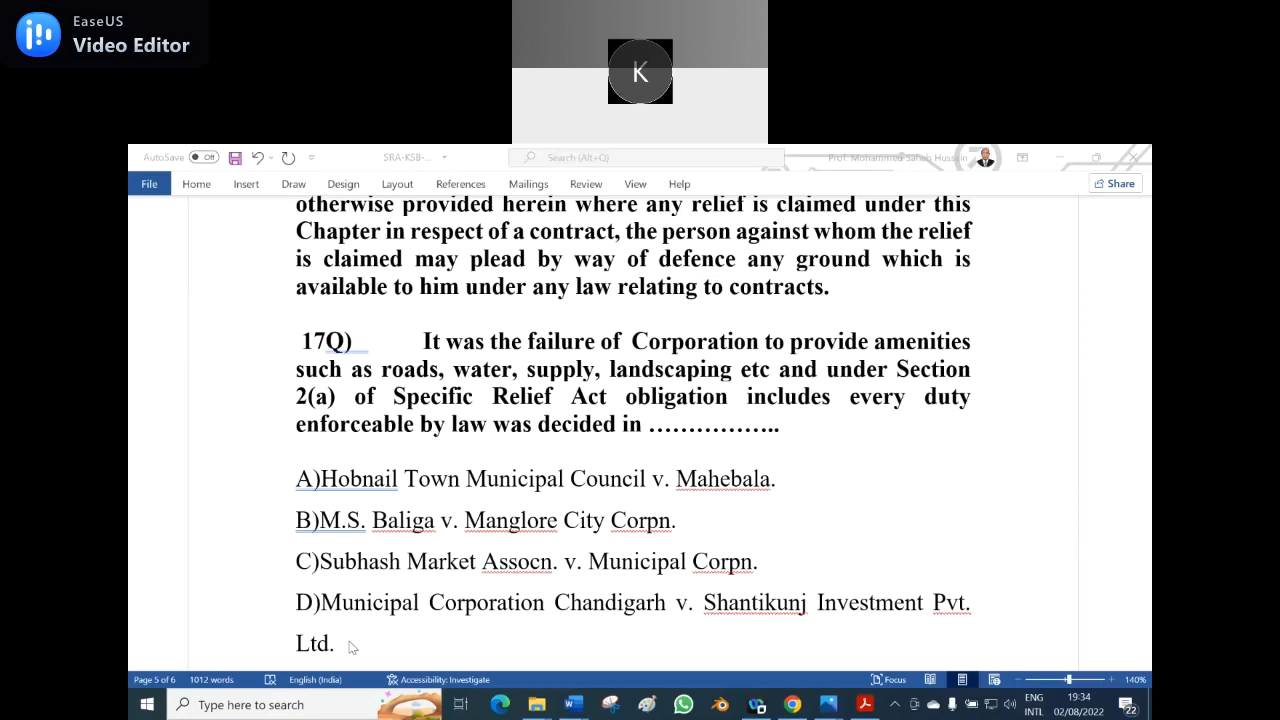 EaseUS
Video Editor
K
AutoSave Off SRA-KSB-... Search (Alt+Q) Prof. Mohammed Saheb Hussain
File Home Insert Draw Design Layout References Mailings Review View Help Share
otherwise provided herein where any relief is claimed under this
Chapter in respect of a contract, the person against whom the relief
is claimed may plead by way of defence any ground which is
available to him under any law relating to contracts.
17Q) It was the failure of Corporation to provide amenities
such as roads, water, supply, landscaping etc and under Section
2(a) of Specific Relief Act obligation includes every duty
enforceable by law was decided in ……………..
A)Hobnail Town Municipal Council v. Mahebala.
B)M.S. Baliga v. Manglore City Corpn.
C)Subhash Market Assocn. v. Municipal Corpn.
D)Municipal Corporation Chandigarh v. Shantikunj Investment Pvt.
Ltd.
Page 5 of 6 1012 words English (India) Accessibility: Investigate Focus 140%
Type here to search ENG 19:34
INTL 02/08/2022 22